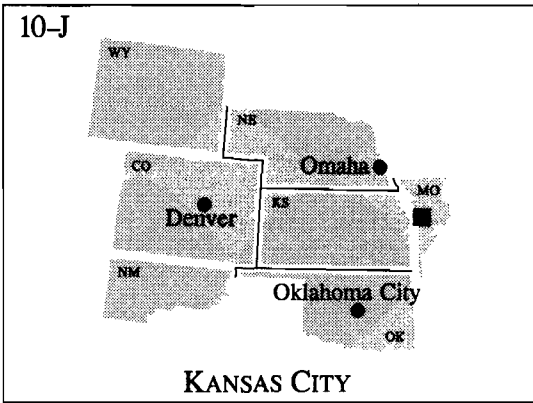 10–J
WY
NE
CO
Omaha
MO
KS
Denver
NM
Oklahoma City
OK
KANSAS CITY